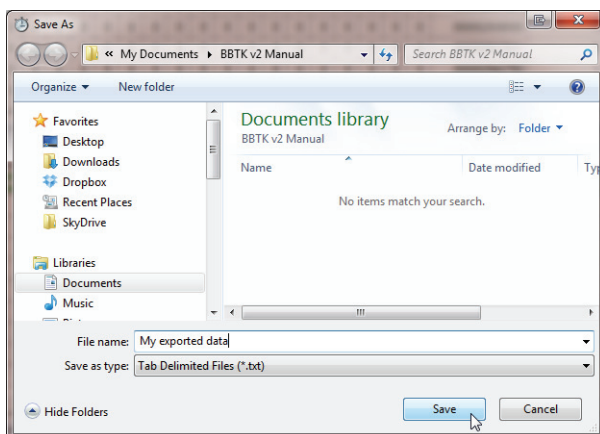 Save As
« My Documents ▸ BBTK v2 Manual
Search BBTK v2 Manual
Organize
New folder
Favorites
Desktop
Downloads
Dropbox
Recent Places
SkyDrive
Libraries
Documents
Music
Documents library
BBTK v2 Manual
Arrange by: Folder
Name
Date modified
No items match your search.
File name: My exported data
Save as type: Tab Delimited Files (*.txt)
Hide Folders
Save
Cancel